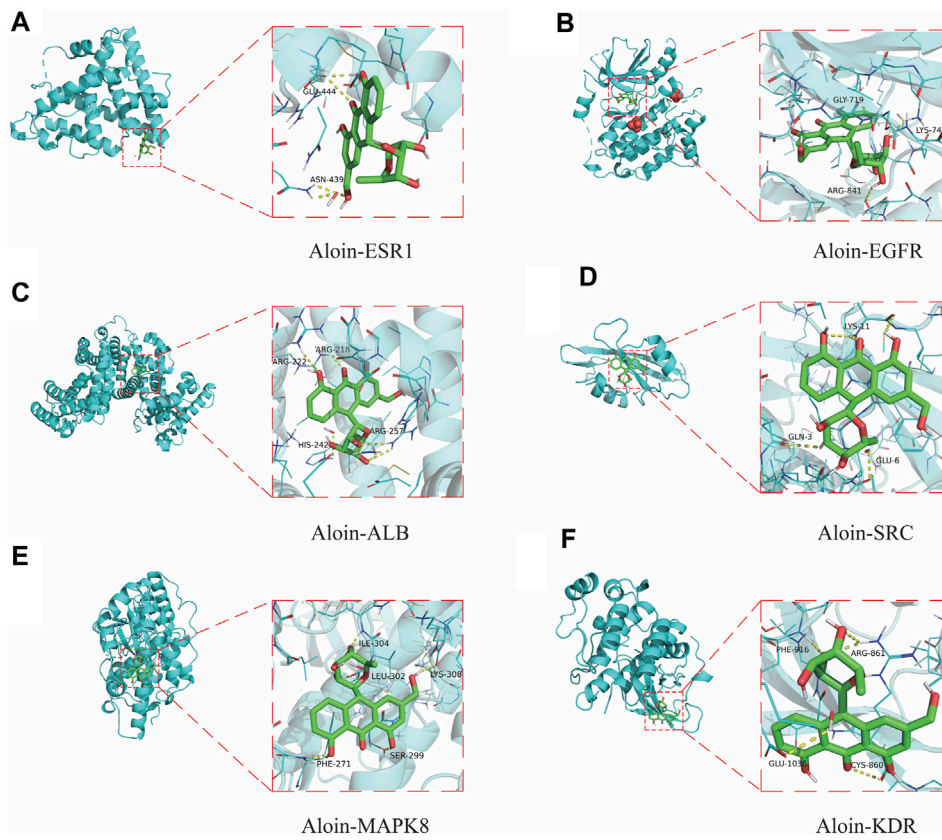 A
GLU-444
ASN-439
Aloin-ESR1
B
GLY-719
LYS-74
ARG-841
Aloin-EGFR
C
ARG-218
ARG-222
ARG-257
HIS-242
Aloin-ALB
D
LYS-11
GLN-3
GLU-6
Aloin-SRC
E
ILE-304
LEU-302
LYS-308
SER-299
PHE-271
Aloin-MAPK8
F
PHE-916
ARG-861
GLU-1036
CYS-860
Aloin-KDR